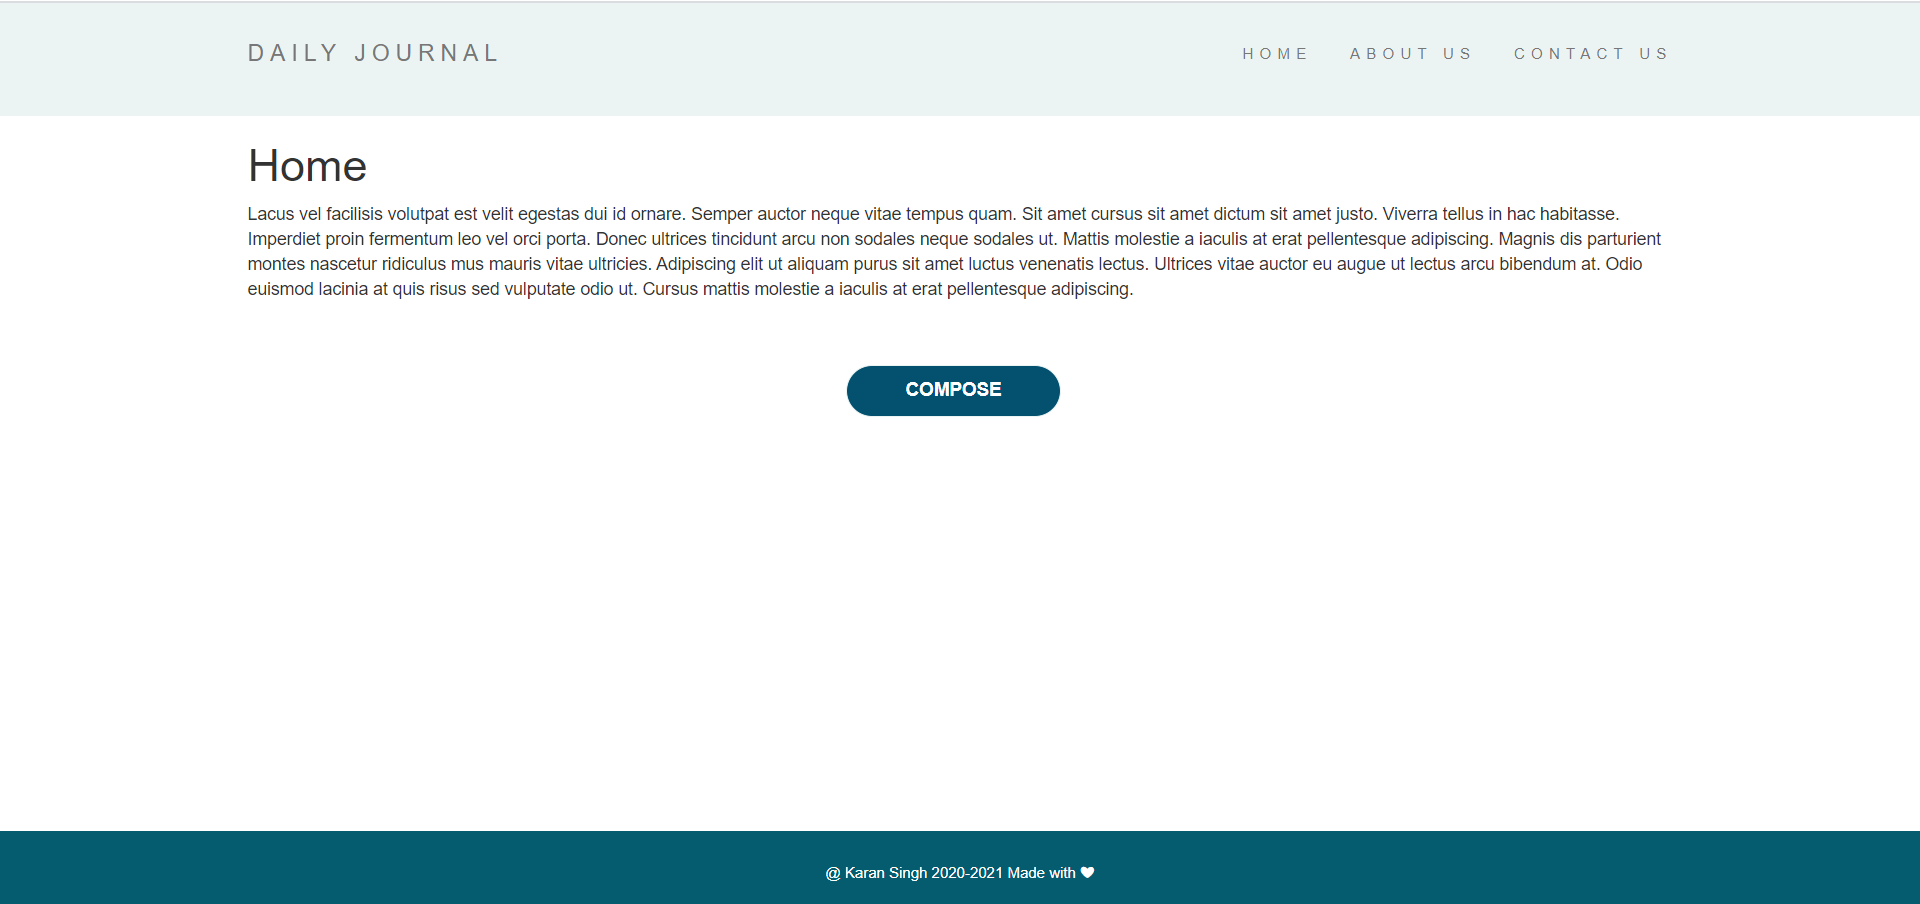 DAILY JOURNAL
HOME ABOUT US CONTACT US
Home
Lacus vel facilisis volutpat est velit egestas dui id ornare. Semper auctor neque vitae tempus quam. Sit amet cursus sit amet dictum sit amet justo. Viverra tellus in hac habitasse.
Imperdiet proin fermentum leo vel orci porta. Donec ultrices tincidunt arcu non sodales neque sodales ut. Mattis molestie a iaculis at erat pellentesque adipiscing. Magnis dis parturient
montes nascetur ridiculus mus mauris vitae ultricies. Adipiscing elit ut aliquam purus sit amet luctus venenatis lectus. Ultrices vitae auctor eu augue ut lectus arcu bibendum at. Odio
euismod lacinia at quis risus sed vulputate odio ut. Cursus mattis molestie a iaculis at erat pellentesque adipiscing.
COMPOSE
@ Karan Singh 2020-2021 Made with ♥